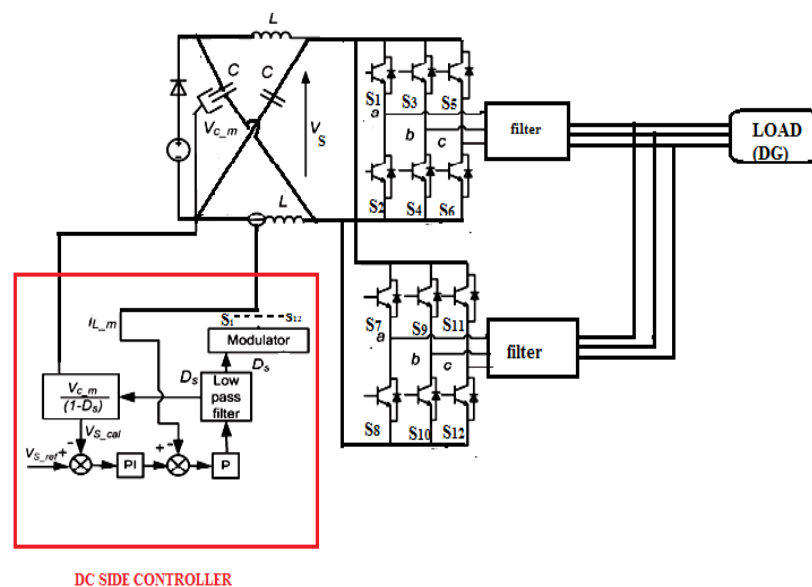 L
C
C
V_C_m
V_S
L
S1
S3
S5
a
b
c
S2
S4
S6
filter
LOAD
(DG)
S7
S9
S11
a
b
c
S8
S10
S12
filter
i_L_m
S1 ----- S12
Modulator
D_s
D_s
Low
pass
filter
V_c_m
(1-D_s)
V_S_cal
V_S_ref
+
-
PI
+
-
P
DC SIDE CONTROLLER